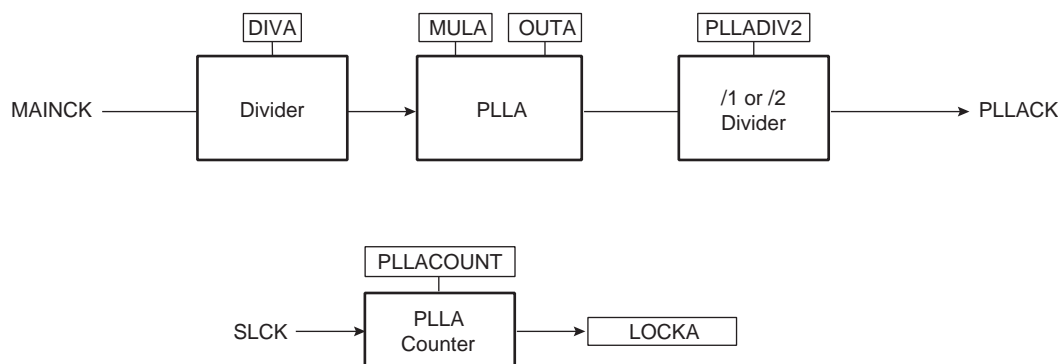 DIVA
MULA
OUTA
PLLADIV2
MAINCK
Divider
PLLA
/1 or /2
Divider
PLLACK
PLLACOUNT
SLCK
PLLA
Counter
LOCKA